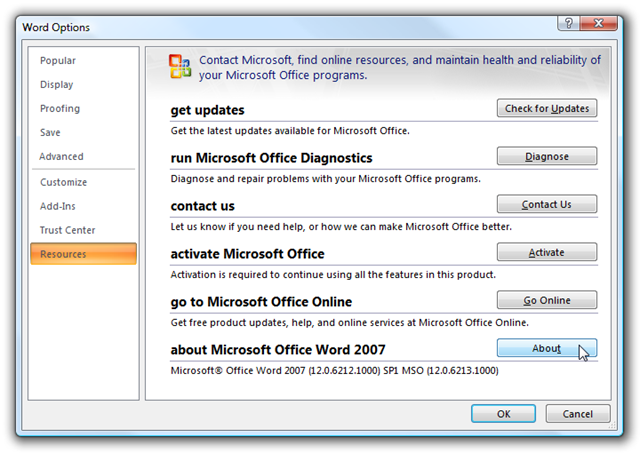 Word Options
Popular
Display
Proofing
Save
Advanced
Customize
Add-Ins
Trust Center
Resources
Contact Microsoft, find online resources, and maintain health and reliability of
your Microsoft Office programs.
get updates
Check for Updates
Get the latest updates available for Microsoft Office.
run Microsoft Office Diagnostics
Diagnose
Diagnose and repair problems with your Microsoft Office programs.
contact us
Contact Us
Let us know if you need help, or how we can make Microsoft Office better.
activate Microsoft Office
Activate
Activation is required to continue using all the features in this product.
go to Microsoft Office Online
Go Online
Get free product updates, help, and online services at Microsoft Office Online.
about Microsoft Office Word 2007
About
Microsoft® Office Word 2007 (12.0.6212.1000) SP1 MSO (12.0.6213.1000)
OK
Cancel